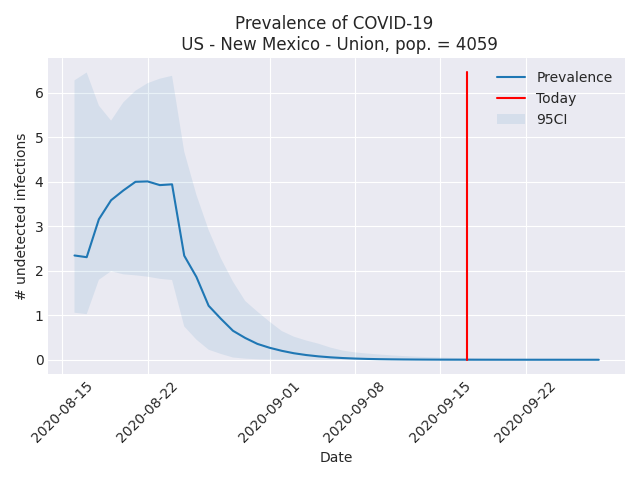 Prevalence of COVID-19
US - New Mexico - Union, pop. = 4059
Prevalence
Today
95CI
# undetected infections
6
5
4
3
2
1
0
2020-08-15
2020-08-22
2020-09-01
2020-09-08
2020-09-15
2020-09-22
Date